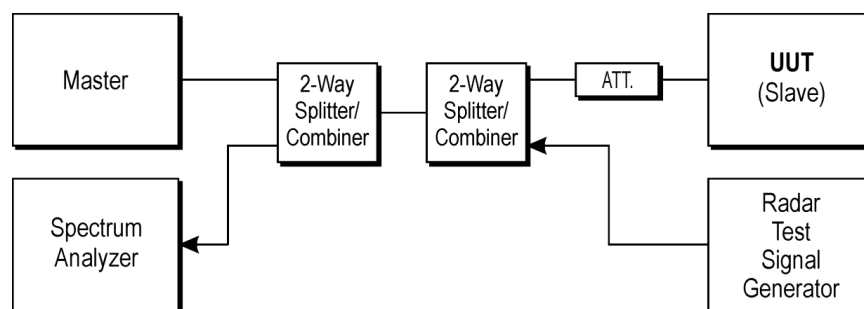 Master
2-Way
Splitter/
Combiner
2-Way
Splitter/
Combiner
ATT.
UUT
(Slave)
Spectrum
Analyzer
Radar
Test
Signal
Generator